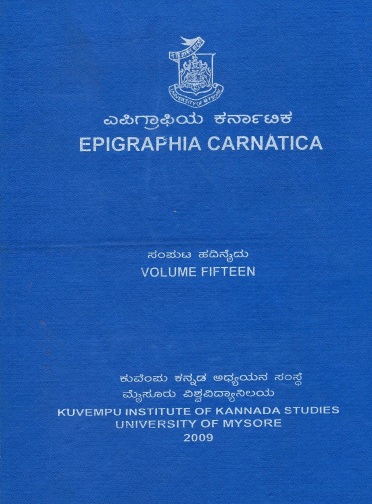 ಎಪಿಗ್ರಾಫಿಯ ಕರ್ನಾಟಿಕ
EPIGRAPHIA CARNATICA
ಸಂಪುಟ ಹದಿನೈದು
VOLUME FIFTEEN
ಕುವೆಂಪು ಕನ್ನಡ ಅಧ್ಯಯನ ಸಂಸ್ಥೆ
ಮೈಸೂರು ವಿಶ್ವವಿದ್ಯಾನಿಲಯ
KUVEMPU INSTITUTE OF KANNADA STUDIES
UNIVERSITY OF MYSORE
2009